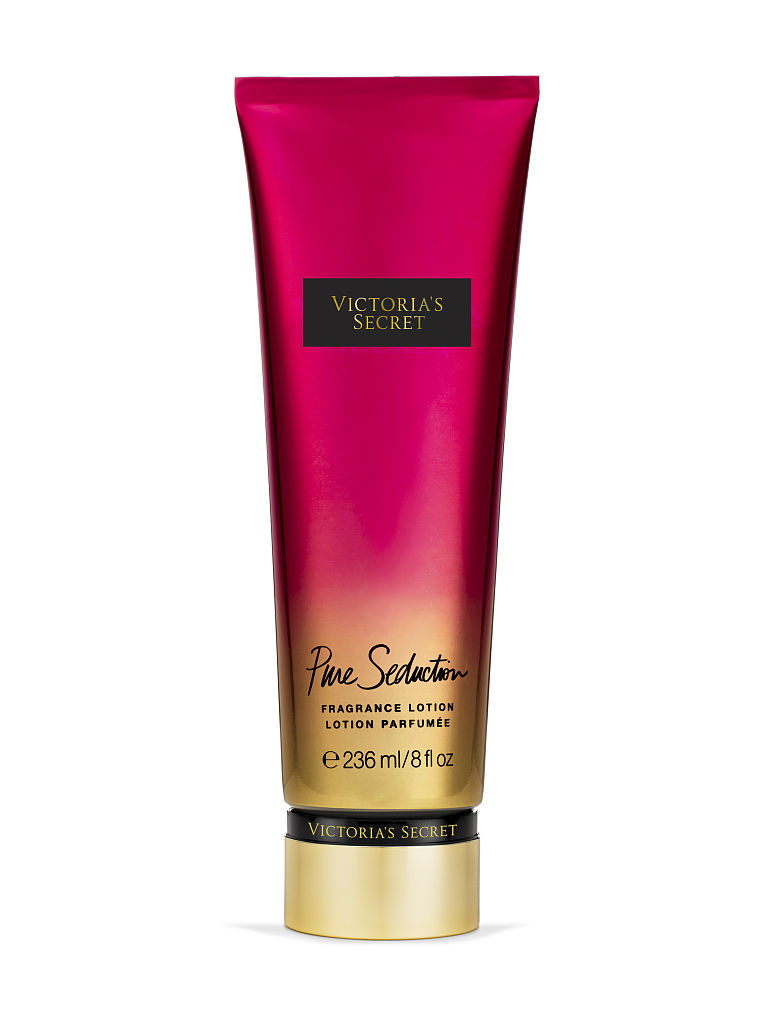 VICTORIA'S
SECRET
Pure Seduction
FRAGRANCE LOTION
LOTION PARFUMÉE
℮ 236 ml/8 fl oz
VICTORIA'S SECRET